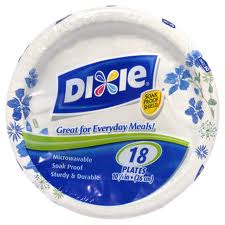 DIXIE
SOAK
PROOF
SHIELD
Great for Everyday Meals!
Microwavable
Soak Proof
Sturdy & Durable
18
PLATES